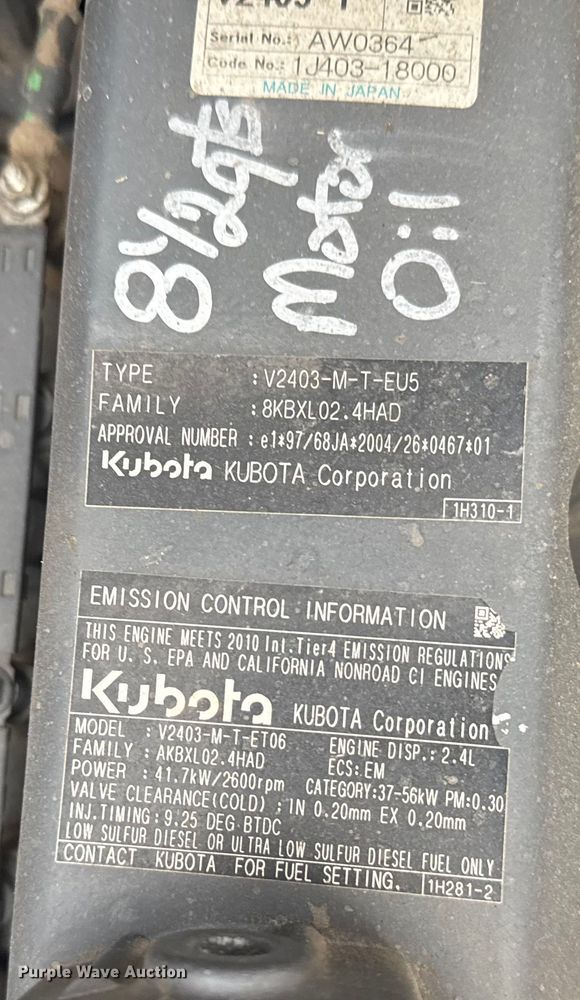 V2403-T
Serial No.: AW0364
Code No.: 1J403-18000
MADE IN JAPAN
8 1/2 qts
Motor
Oil
TYPE : V2403-M-T-EU5
FAMILY : 8KBXL02.4HAD
APPROVAL NUMBER : e1*97/68JA*2004/26*0467*01
Kubota KUBOTA Corporation
1H310-1
EMISSION CONTROL INFORMATION
THIS ENGINE MEETS 2010 Int.Tier4 EMISSION REGULATIONS
FOR U. S. EPA AND CALIFORNIA NONROAD CI ENGINES
Kubota KUBOTA Corporation
MODEL : V2403-M-T-ET06 ENGINE DISP.: 2.4L
FAMILY : AKBXL02.4HAD ECS:EM
POWER : 41.7kW/2600rpm CATEGORY:37-56kW PM:0.30
VALVE CLEARANCE(COLD) : IN 0.20mm EX 0.20mm
INJ.TIMING: 9.25 DEG BTDC
LOW SULFUR DIESEL OR ULTRA LOW SULFUR DIESEL FUEL ONLY
CONTACT KUBOTA FOR FUEL SETTING. 1H281-2
Purple Wave Auction